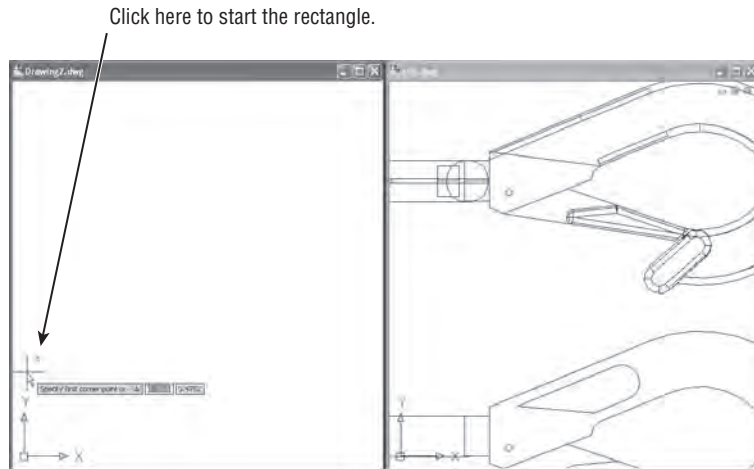 Click here to start the rectangle.
Drawing2.dwg
Specify first corner point or
Y
X
Y
X